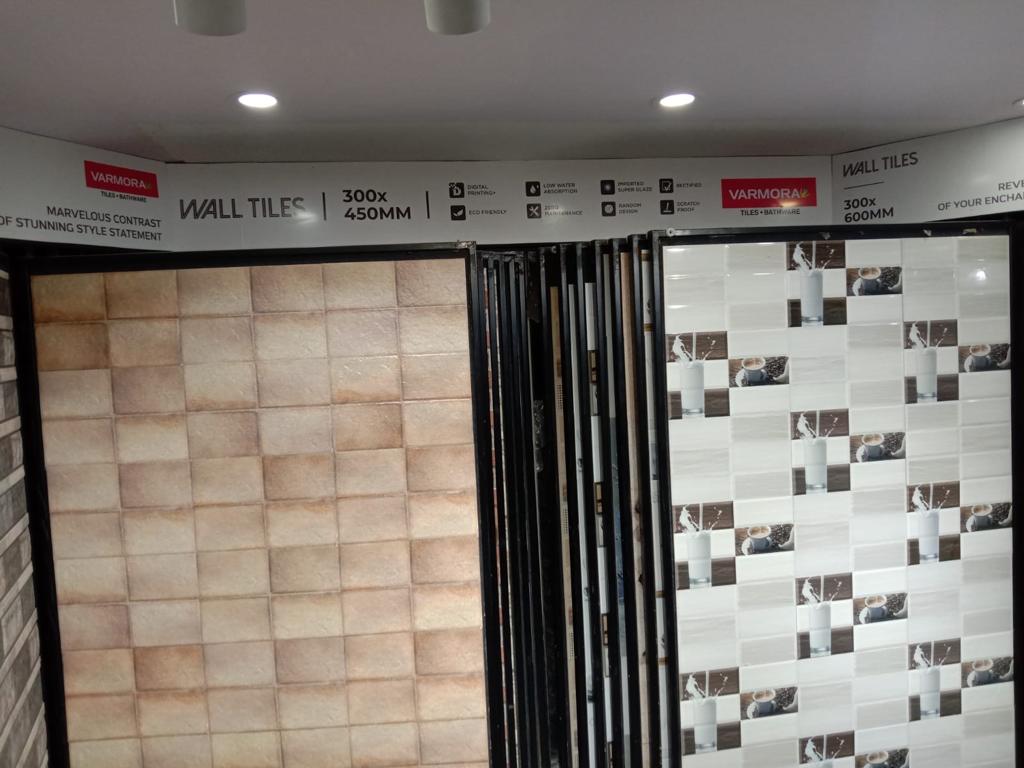 VARMORA
TILES • BATHWARE
MARVELOUS CONTRAST
OF STUNNING STYLE STATEMENT
WALL TILES
300x
450MM
DIGITAL
PRINTING+
ECO FRIENDLY
LOW WATER
ABSORPTION
ZERO
MAINTENANCE
IMPORTED
SUPER GLAZE
RANDOM
DESIGN
RECTIFIED
SCRATCH
PROOF
VARMORA
TILES • BATHWARE
WALL TILES
300x
600MM
OF YOUR